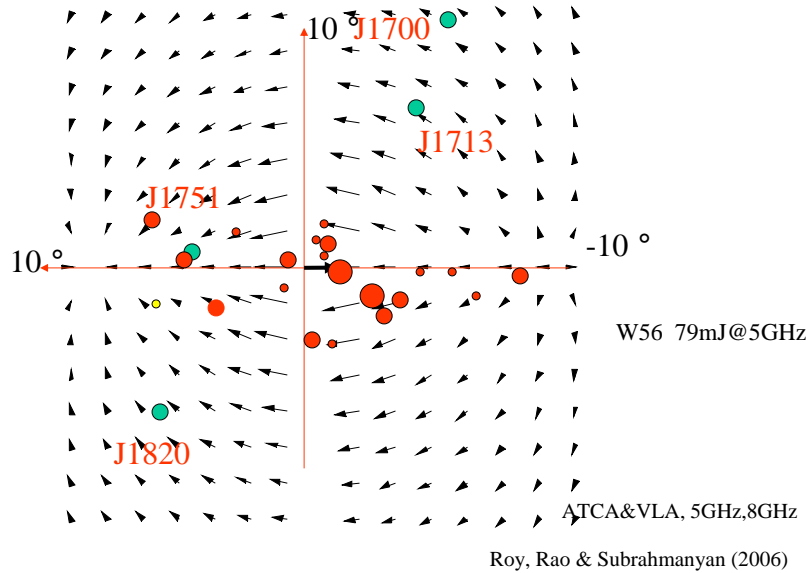 10 °
J1700
J1713
J1751
10 °
-10 °
W56 79mJ@5GHz
J1820
ATCA&VLA, 5GHz,8GHz
Roy, Rao & Subrahmanyan (2006)